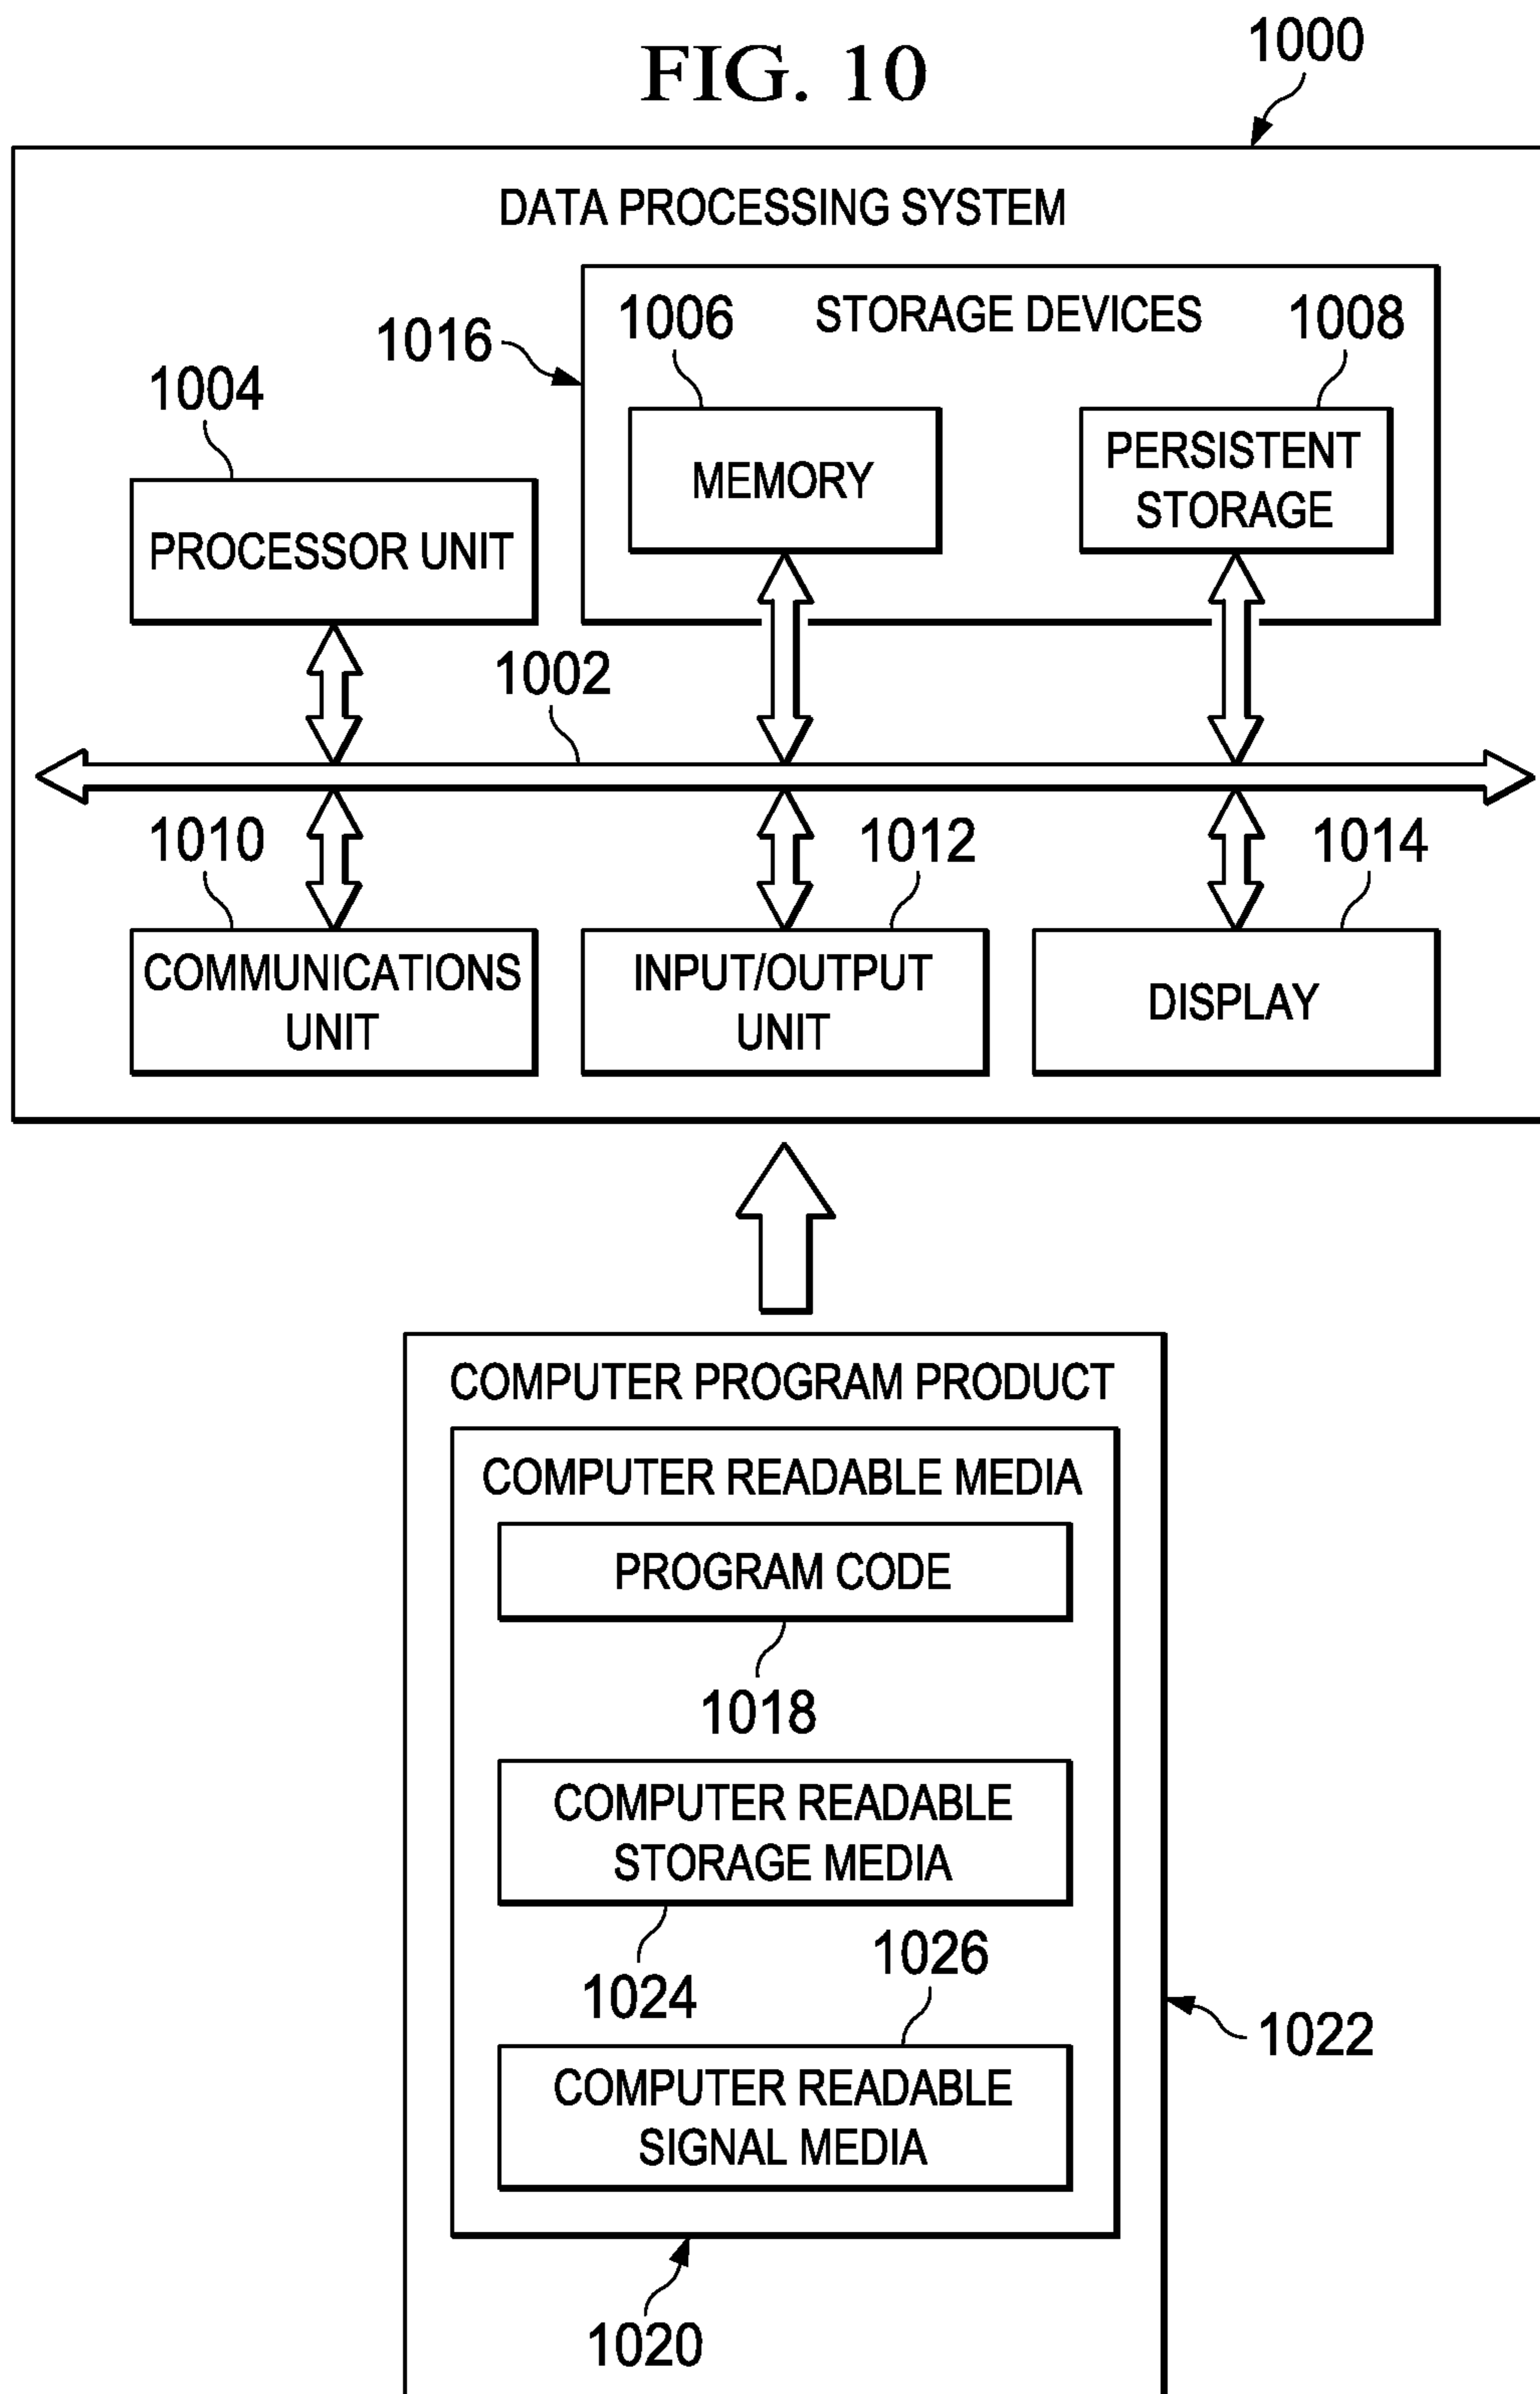 FIG. 10
1000
DATA PROCESSING SYSTEM
1016
1006
STORAGE DEVICES
1008
1004
MEMORY
PERSISTENT
STORAGE
PROCESSOR UNIT
1002
1010
1012
1014
COMMUNICATIONS
UNIT
INPUT/OUTPUT
UNIT
DISPLAY
COMPUTER PROGRAM PRODUCT
COMPUTER READABLE MEDIA
PROGRAM CODE
1018
COMPUTER READABLE
STORAGE MEDIA
1024
1026
COMPUTER READABLE
SIGNAL MEDIA
1022
1020